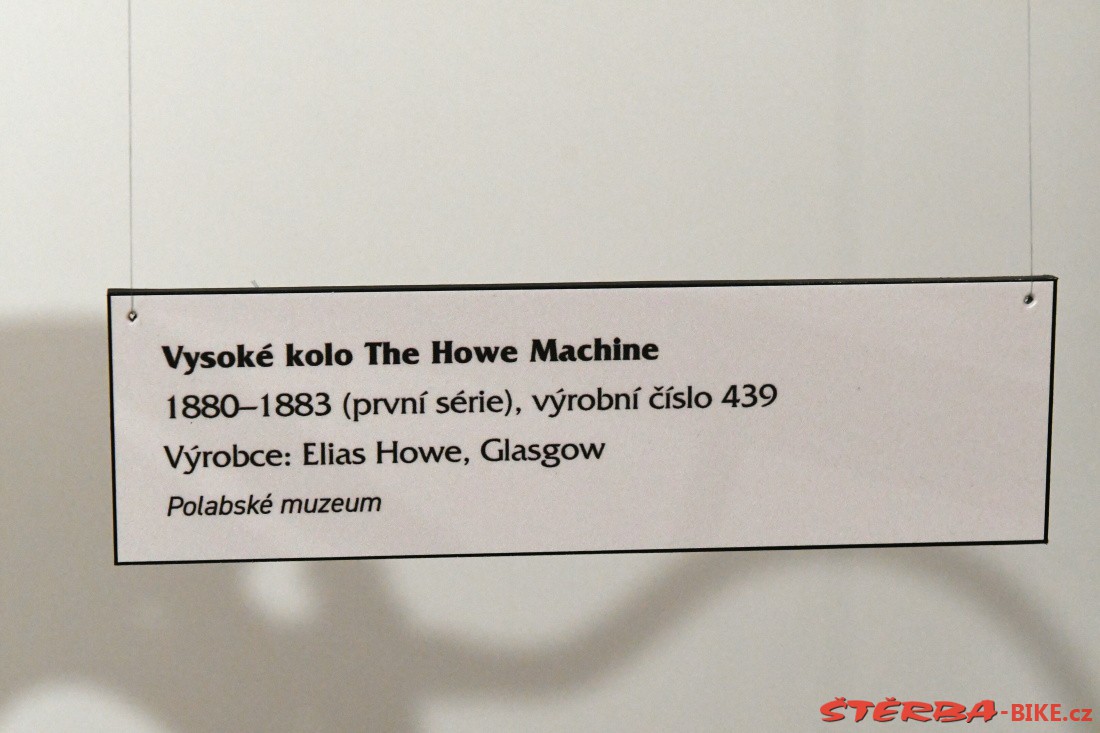 Vysoké kolo The Howe Machine
1880–1883 (první série), výrobní číslo 439
Výrobce: Elias Howe, Glasgow
Polabské muzeum
ŠTĚRBA-BIKE.cz